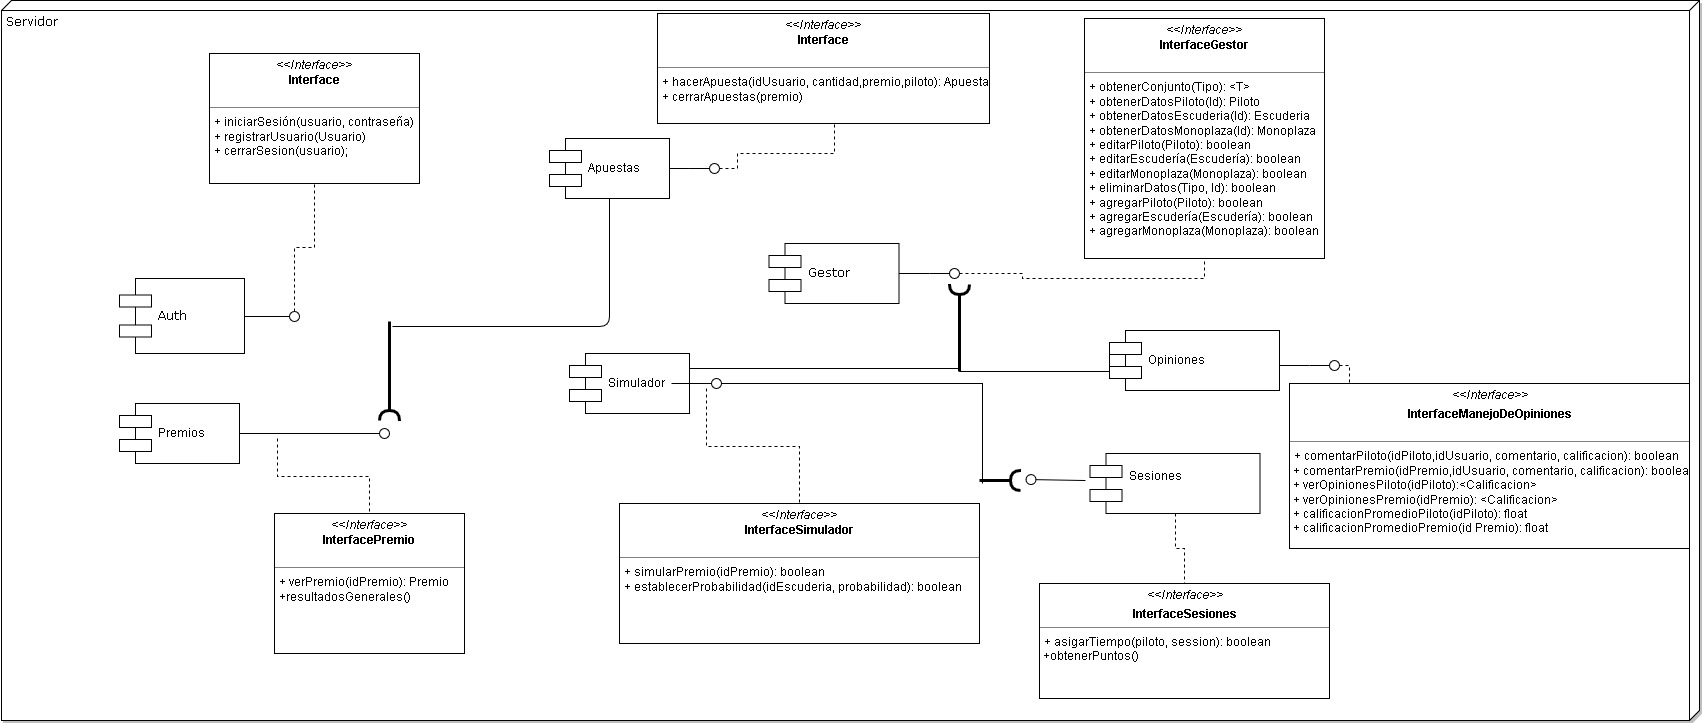 Servidor
<<Interface>>
Interface
+ iniciarSesión(usuario, contraseña)
+ registrarUsuario(Usuario)
+ cerrarSesion(usuario);
<<Interface>>
Interface
+ hacerApuesta(idUsuario, cantidad,premio,piloto): Apuesta
+ cerrarApuestas(premio)
<<Interface>>
InterfaceGestor
+ obtenerConjunto(Tipo): <T>
+ obtenerDatosPiloto(Id): Piloto
+ obtenerDatosEscuderia(Id): Escuderia
+ obtenerDatosMonoplaza(Id): Monoplaza
+ editarPiloto(Piloto): boolean
+ editarEscudería(Escudería): boolean
+ editarMonoplaza(Monoplaza): boolean
+ eliminarDatos(Tipo, Id): boolean
+ agregarPiloto(Piloto): boolean
+ agregarEscudería(Escudería): boolean
+ agregarMonoplaza(Monoplaza): boolean
Apuestas
Gestor
Auth
Simulador
Opiniones
Premios
Sesiones
<<Interface>>
InterfaceManejoDeOpiniones
+ comentarPiloto(idPiloto,idUsuario, comentario, calificacion): boolean
+ comentarPremio(idPremio,idUsuario, comentario, calificacion): boolea
+ verOpinionesPiloto(idPiloto):<Calificacion>
+ verOpinionesPremio(idPremio): <Calificacion>
+ calificacionPromedioPiloto(idPiloto): float
+ calificacionPromedioPremio(id Premio): float
<<Interface>>
InterfacePremio
+ verPremio(idPremio): Premio
+resultadosGenerales()
<<Interface>>
InterfaceSimulador
+ simularPremio(idPremio): boolean
+ establecerProbabilidad(idEscuderia, probabilidad): boolean
<<Interface>>
InterfaceSesiones
+ asigarTiempo(piloto, session): boolean
+obtenerPuntos()